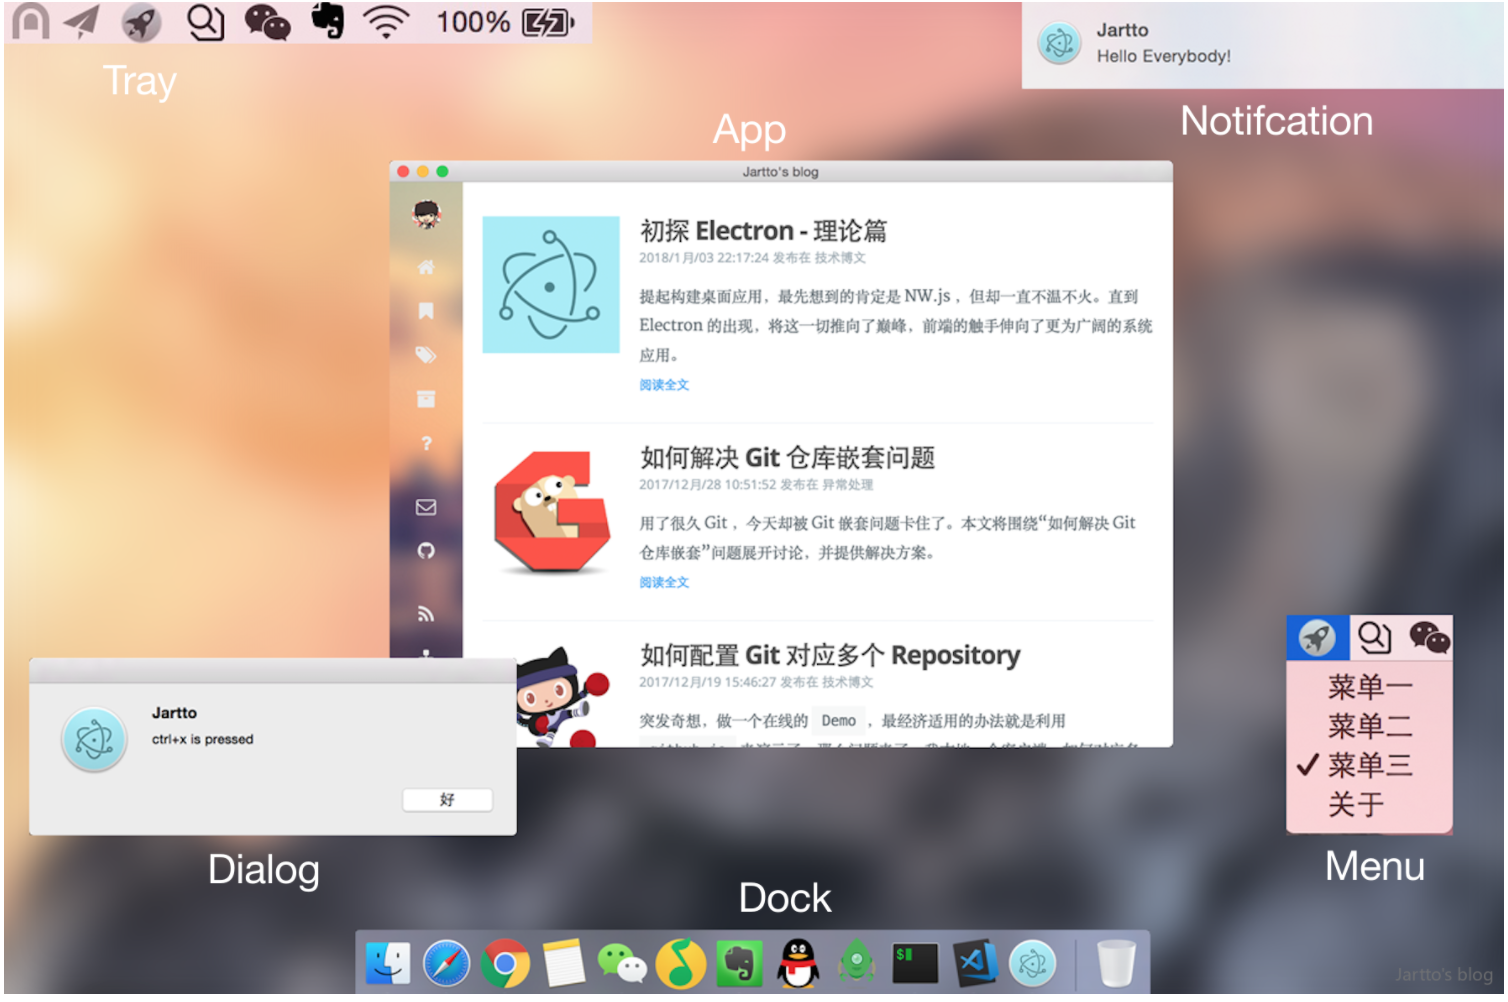 100%
Tray
Jartto
Hello Everybody!
Notifcation
App
Jartto's blog
初探 Electron - 理论篇
2018/1月/03 22:17:24 发布在 技术博文
提起构建桌面应用，最先想到的肯定是 NW.js ，但却一直不温不火。直到
Electron 的出现，将这一切推向了巅峰，前端的触手伸向了更为广阔的系统
应用。
阅读全文
如何解决 Git 仓库嵌套问题
2017/12月/28 10:51:52 发布在 异常处理
用了很久 Git ，今天却被 Git 嵌套问题卡住了。本文将围绕“如何解决 Git
仓库嵌套”问题展开讨论，并提供解决方案。
阅读全文
如何配置 Git 对应多个 Repository
2017/12月/19 15:46:27 发布在 技术博文
突发奇想，做一个在线的 Demo ，最经济适用的办法就是利用
Jartto
ctrl+x is pressed
好
Dialog
菜单一
菜单二
✓ 菜单三
关于
Menu
Dock
$
Jartto's blog